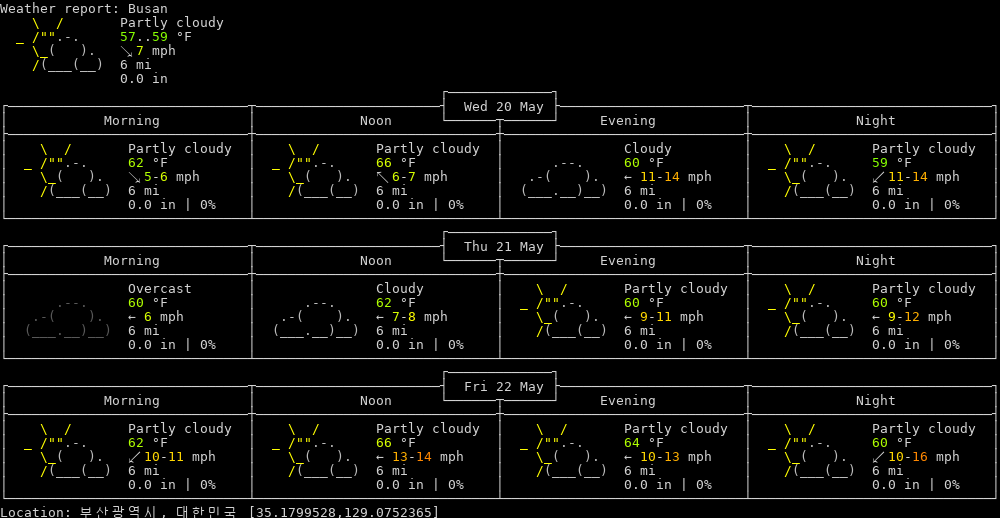 Weather report: Busan
Partly cloudy
57..59 °F
↘ 7 mph
6 mi
0.0 in
Wed 20 May
Morning Noon Evening Night
Partly cloudy Partly cloudy Cloudy Partly cloudy
62 °F 66 °F 60 °F 59 °F
↘ 5-6 mph ↖ 6-7 mph ← 11-14 mph ↙ 11-14 mph
6 mi 6 mi 6 mi 6 mi
0.0 in | 0% 0.0 in | 0% 0.0 in | 0% 0.0 in | 0%
Thu 21 May
Morning Noon Evening Night
Overcast Cloudy Partly cloudy Partly cloudy
60 °F 62 °F 60 °F 60 °F
← 6 mph ← 7-8 mph ← 9-11 mph ← 9-12 mph
6 mi 6 mi 6 mi 6 mi
0.0 in | 0% 0.0 in | 0% 0.0 in | 0% 0.0 in | 0%
Fri 22 May
Morning Noon Evening Night
Partly cloudy Partly cloudy Partly cloudy Partly cloudy
62 °F 66 °F 64 °F 60 °F
↙ 10-11 mph ← 13-14 mph ← 10-13 mph ↙ 10-16 mph
6 mi 6 mi 6 mi 6 mi
0.0 in | 0% 0.0 in | 0% 0.0 in | 0% 0.0 in | 0%
Location: 부산광역시, 대한민국 [35.1799528,129.0752365]